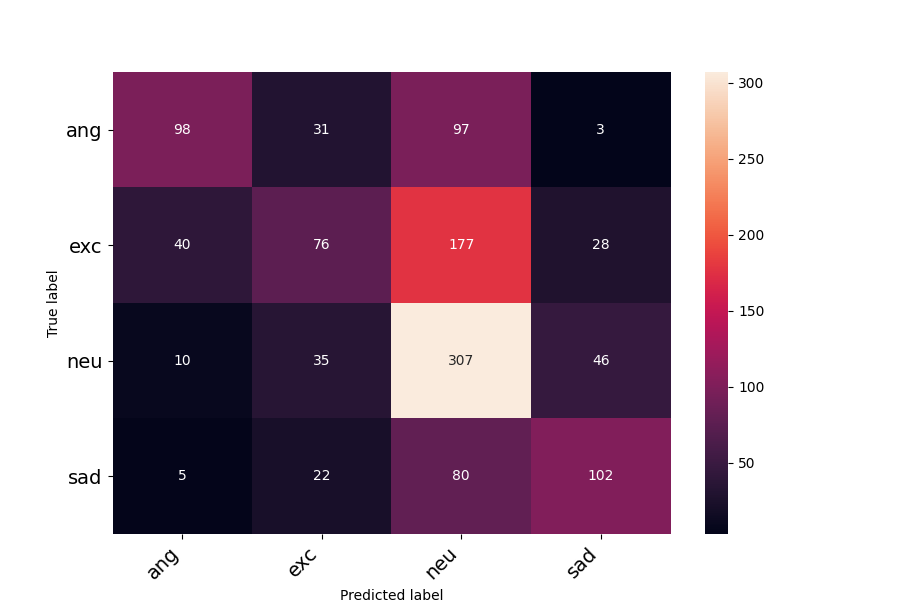 ang 98 31 97 3
exc 40 76 177 28
neu 10 35 307 46
sad 5 22 80 102
ang exc neu sad
True label
Predicted label
300
250
200
150
100
50